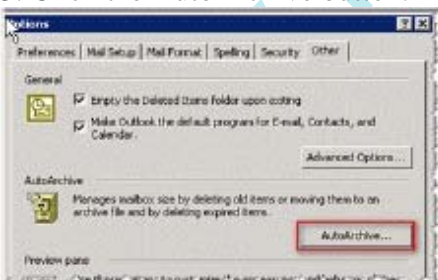 Options
Preferences Mail Setup Mail Format Spelling Security Other
General
Empty the Deleted Items folder upon exiting
Make Outlook the default program for E-mail, Contacts, and
Calendar.
Advanced Options...
AutoArchive
Manages mailbox size by deleting old items or moving them to an
archive file and by deleting expired items.
AutoArchive...
Preview pane